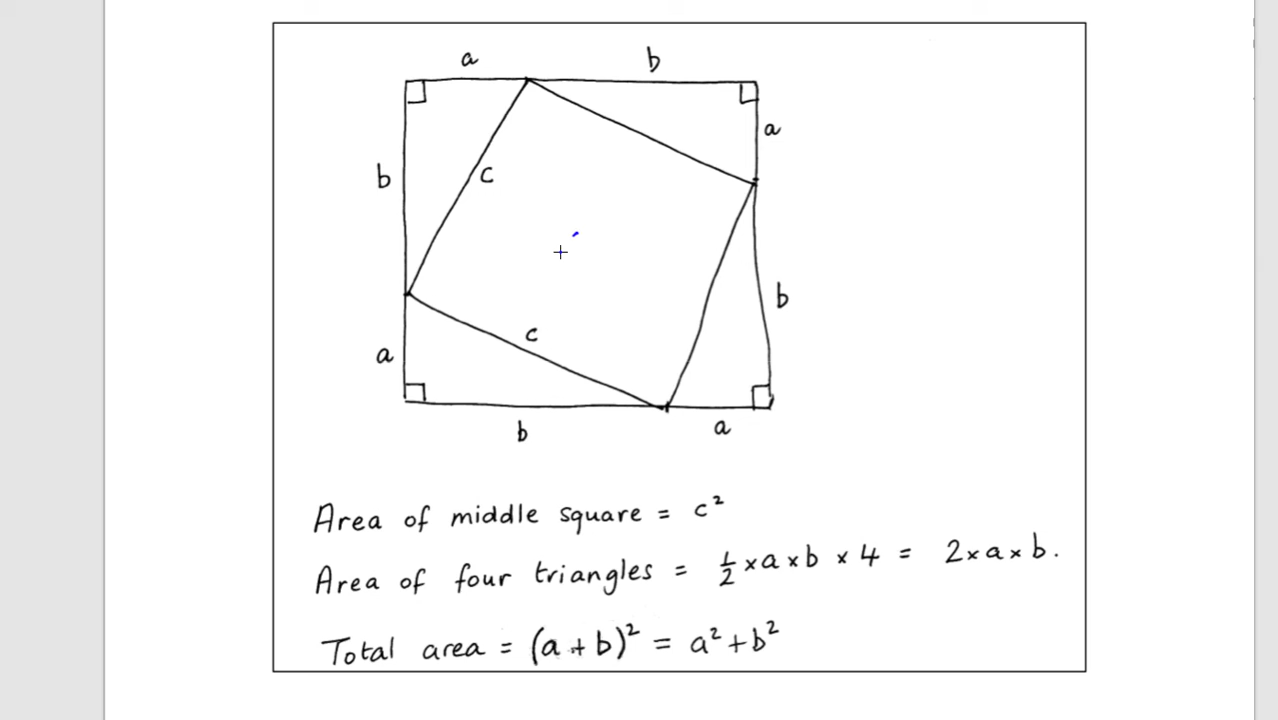 a b
a
b c
b
c
a
b a
Area of middle square = c²
Area of four triangles = ½ × a × b × 4 = 2 × a × b.
Total area = (a + b)² = a² + b²